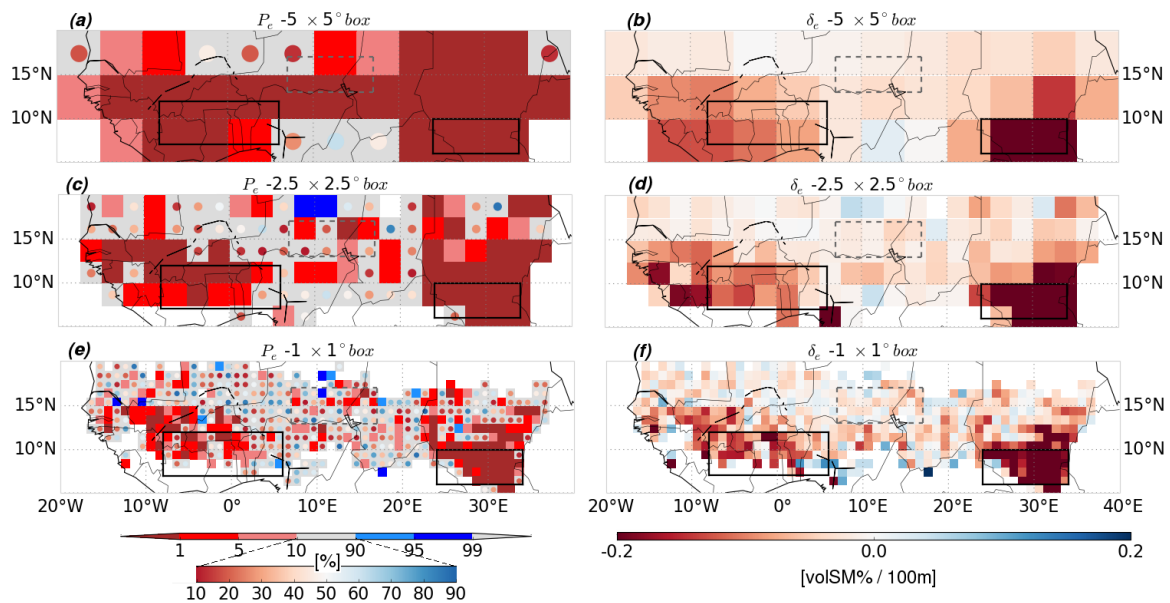 (a) P_e -5 × 5° box
(b) δ_e -5 × 5° box
15°N 15°N
10°N 10°N
(c) P_e -2.5 × 2.5° box
(d) δ_e -2.5 × 2.5° box
15°N 15°N
10°N 10°N
(e) P_e -1 × 1° box
(f) δ_e -1 × 1° box
15°N 15°N
10°N 10°N
20°W 10°W 0° 10°E 20°E 30°E 20°W 10°W 0° 10°E 20°E 30°E 40°E
1 5 10 90 95 99
[%]
10 20 30 40 50 60 70 80 90
-0.2 0.0 0.2
[volSM% / 100m]